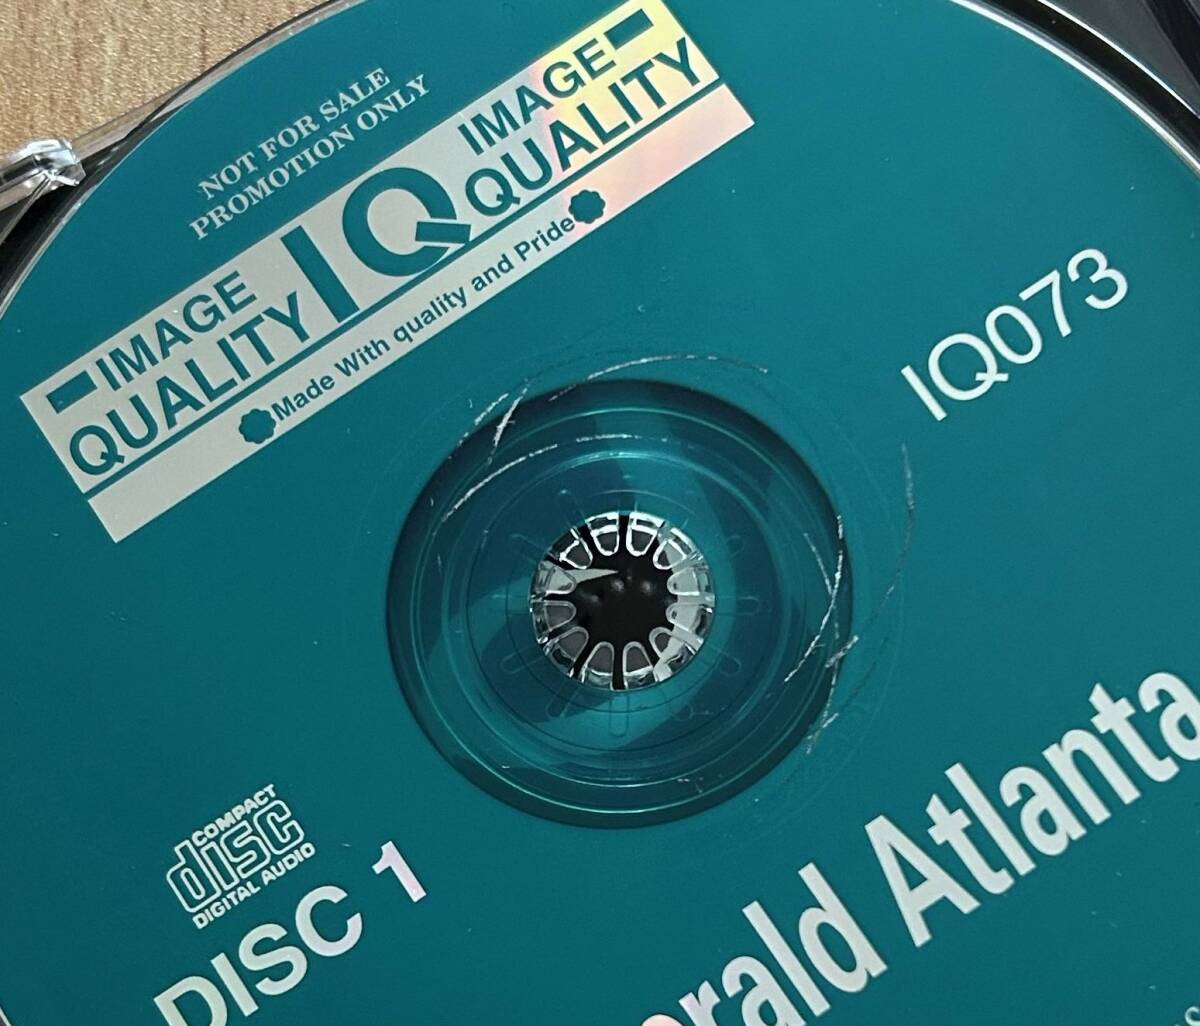 NOT FOR SALE
PROMOTION ONLY
IMAGE
QUALITY
IQ
IMAGE
QUALITY
Made With quality and Pride
IQ073
COMPACT
disc
DIGITAL AUDIO
DISC 1
erald Atlanta